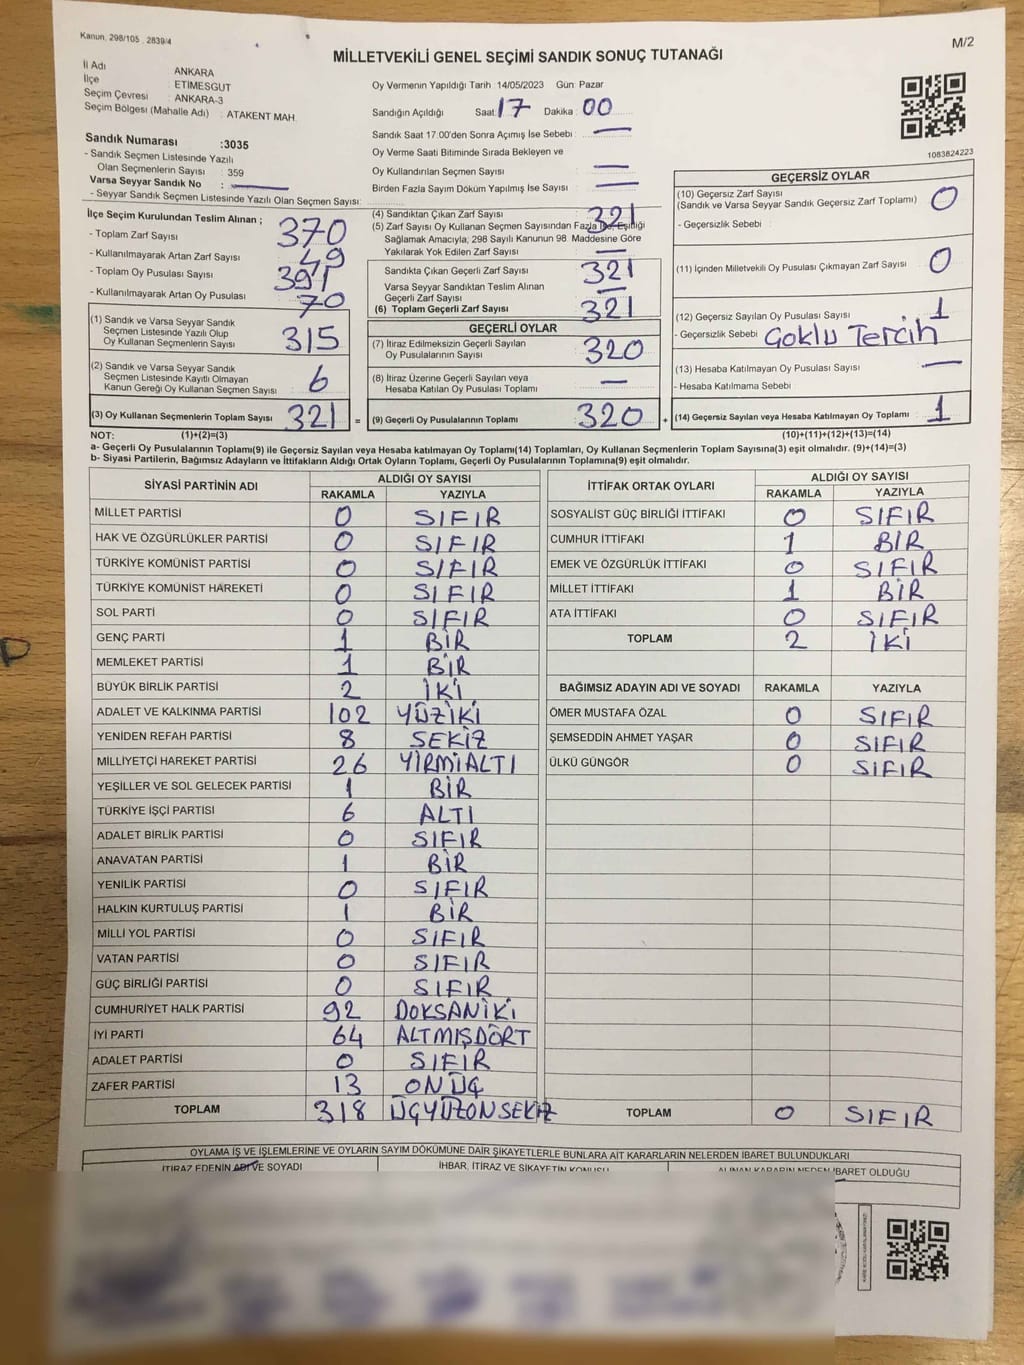 Kanun. 298/105 , 2839/4
M/2
MİLLETVEKİLİ GENEL SEÇİMİ SANDIK SONUÇ TUTANAĞI
İl Adı ANKARA
İlçe : ETİMESGUT
Seçim Çevresi : ANKARA-3
Seçim Bölgesi (Mahalle Adı) : ATAKENT MAH.
Sandık Numarası :3035
- Sandık Seçmen Listesinde Yazılı
Olan Seçmenlerin Sayısı : 359
Varsa Seyyar Sandık No : —
- Seyyar Sandık Seçmen Listesinde Yazılı Olan Seçmen Sayısı:
Oy Vermenin Yapıldığı Tarih 14/05/2023 Gün: Pazar
Sandığın Açıldığı Saat: 17 Dakika : 00
Sandık Saat 17:00'den Sonra Açımış İse Sebebi : —
Oy Verme Saati Bitiminde Sırada Bekleyen ve
Oy Kullandırılan Seçmen Sayısı : —
Birden Fazla Sayım Döküm Yapılmış İse Sayısı : —
1083824223
İlçe Seçim Kurulundan Teslim Alınan ;
- Toplam Zarf Sayısı : 370
- Kullanılmayarak Artan Zarf Sayısı : 49
- Toplam Oy Pusulası Sayısı : 391
- Kullanılmayarak Artan Oy Pusulası : 70
(1) Sandık ve Varsa Seyyar Sandık
Seçmen Listesinde Yazılı Olup
Oy Kullanan Seçmenlerin Sayısı : 315
(2) Sandık ve Varsa Seyyar Sandık
Seçmen Listesinde Kayıtlı Olmayan
Kanun Gereği Oy Kullanan Seçmen Sayısı : 6
(3) Oy Kullanan Seçmenlerin Toplam Sayısı : 321 =
(4) Sandıktan Çıkan Zarf Sayısı : 321
(5) Zarf Sayısı Oy Kullanan Seçmen Sayısından Fazla İse, Eşitliği
Sağlamak Amacıyla, 298 Sayılı Kanunun 98. Maddesine Göre
Yakılarak Yok Edilen Zarf Sayısı : —
Sandıkta Çıkan Geçerli Zarf Sayısı : 321
Varsa Seyyar Sandıktan Teslim Alınan
Geçerli Zarf Sayısı : —
(6) Toplam Geçerli Zarf Sayısı : 321
GEÇERLİ OYLAR
(7) İtiraz Edilmeksizin Geçerli Sayılan
Oy Pusulalarının Sayısı : 320
(8) İtiraz Üzerine Geçerli Sayılan veya
Hesaba Katılan Oy Pusulası Toplamı : —
(9) Geçerli Oy Pusulalarının Toplamı : 320 +
GEÇERSİZ OYLAR
(10) Geçersiz Zarf Sayısı
(Sandık ve Varsa Seyyar Sandık Geçersiz Zarf Toplamı) : 0
- Geçersizlik Sebebi :
(11) İçinden Milletvekili Oy Pusulası Çıkmayan Zarf Sayısı : 0
(12) Geçersiz Sayılan Oy Pusulası Sayısı : 1
- Geçersizlik Sebebi : Çoklu Tercih
(13) Hesaba Katılmayan Oy Pusulası Sayısı : —
- Hesaba Katılmama Sebebi :
(14) Geçersiz Sayılan veya Hesaba Katılmayan Oy Toplamı : 1
NOT: (1)+(2)=(3) (10)+(11)+(12)+(13)=(14)
a- Geçerli Oy Pusulalarının Toplamı(9) ile Geçersiz Sayılan veya Hesaba katılmayan Oy Toplamı(14) Toplamları, Oy Kullanan Seçmenlerin Toplam Sayısına(3) eşit olmalıdır. (9)+(14)=(3)
b- Siyasi Partilerin, Bağımsız Adayların ve İttifakların Aldığı Ortak Oyların Toplamı, Geçerli Oy Pusulalarının Toplamına(9) eşit olmalıdır.
SİYASİ PARTİNİN ADI ALDIĞI OY SAYISI
RAKAMLA YAZIYLA
MİLLET PARTİSİ 0 SIFIR
HAK VE ÖZGÜRLÜKLER PARTİSİ 0 SIFIR
TÜRKİYE KOMÜNİST PARTİSİ 0 SIFIR
TÜRKİYE KOMÜNİST HAREKETİ 0 SIFIR
SOL PARTİ 0 SIFIR
GENÇ PARTİ 1 BİR
MEMLEKET PARTİSİ 1 BİR
BÜYÜK BİRLİK PARTİSİ 2 İKİ
ADALET VE KALKINMA PARTİSİ 102 YÜZİKİ
YENİDEN REFAH PARTİSİ 8 SEKİZ
MİLLİYETÇİ HAREKET PARTİSİ 26 YİRMİALTI
YEŞİLLER VE SOL GELECEK PARTİSİ 1 BİR
TÜRKİYE İŞÇİ PARTİSİ 6 ALTI
ADALET BİRLİK PARTİSİ 0 SIFIR
ANAVATAN PARTİSİ 1 BİR
YENİLİK PARTİSİ 0 SIFIR
HALKIN KURTULUŞ PARTİSİ 1 BİR
MİLLİ YOL PARTİSİ 0 SIFIR
VATAN PARTİSİ 0 SIFIR
GÜÇ BİRLİĞİ PARTİSİ 0 SIFIR
CUMHURİYET HALK PARTİSİ 92 DOKSANİKİ
İYİ PARTİ 64 ALTMIŞDÖRT
ADALET PARTİSİ 0 SIFIR
ZAFER PARTİSİ 13 ONÜÇ
TOPLAM 318 ÜÇYÜZONSEKİZ
İTTİFAK ORTAK OYLARI ALDIĞI OY SAYISI
RAKAMLA YAZIYLA
SOSYALİST GÜÇ BİRLİĞİ İTTİFAKI 0 SIFIR
CUMHUR İTTİFAKI 1 BİR
EMEK VE ÖZGÜRLÜK İTTİFAKI 0 SIFIR
MİLLET İTTİFAKI 1 BİR
ATA İTTİFAKI 0 SIFIR
TOPLAM 2 İKİ
BAĞIMSIZ ADAYIN ADI VE SOYADI RAKAMLA YAZIYLA
ÖMER MUSTAFA ÖZAL 0 SIFIR
ŞEMSEDDİN AHMET YAŞAR 0 SIFIR
ÜLKÜ GÜNGÖR 0 SIFIR
TOPLAM 0 SIFIR
OYLAMA İŞ VE İŞLEMLERİNE VE OYLARIN SAYIM DÖKÜMÜNE DAİR ŞİKAYETLERLE BUNLARA AİT KARARLARIN NELERDEN İBARET BULUNDUKLARI
İTİRAZ EDENİN ADI VE SOYADI İHBAR, İTİRAZ VE ŞİKAYETİN KONUSU ALINAN KARARIN NEDEN İBARET OLDUĞU